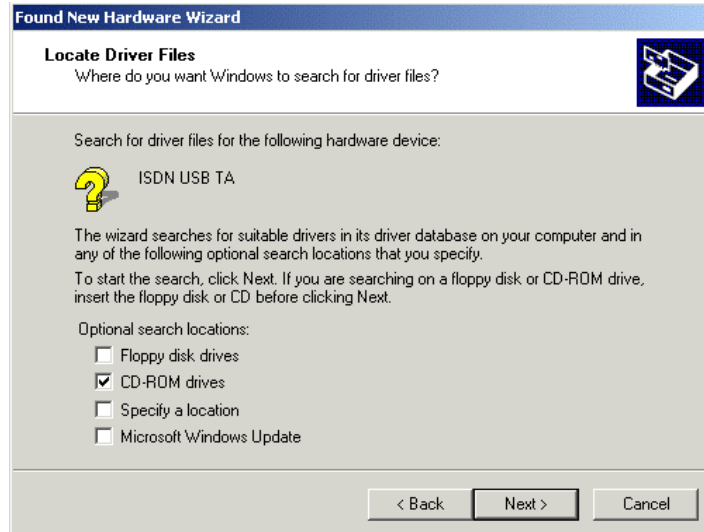 Found New Hardware Wizard
Locate Driver Files
Where do you want Windows to search for driver files?
Search for driver files for the following hardware device:
ISDN USB TA
The wizard searches for suitable drivers in its driver database on your computer and in
any of the following optional search locations that you specify.
To start the search, click Next. If you are searching on a floppy disk or CD-ROM drive,
insert the floppy disk or CD before clicking Next.
Optional search locations:
Floppy disk drives
CD-ROM drives
Specify a location
Microsoft Windows Update
< Back Next > Cancel